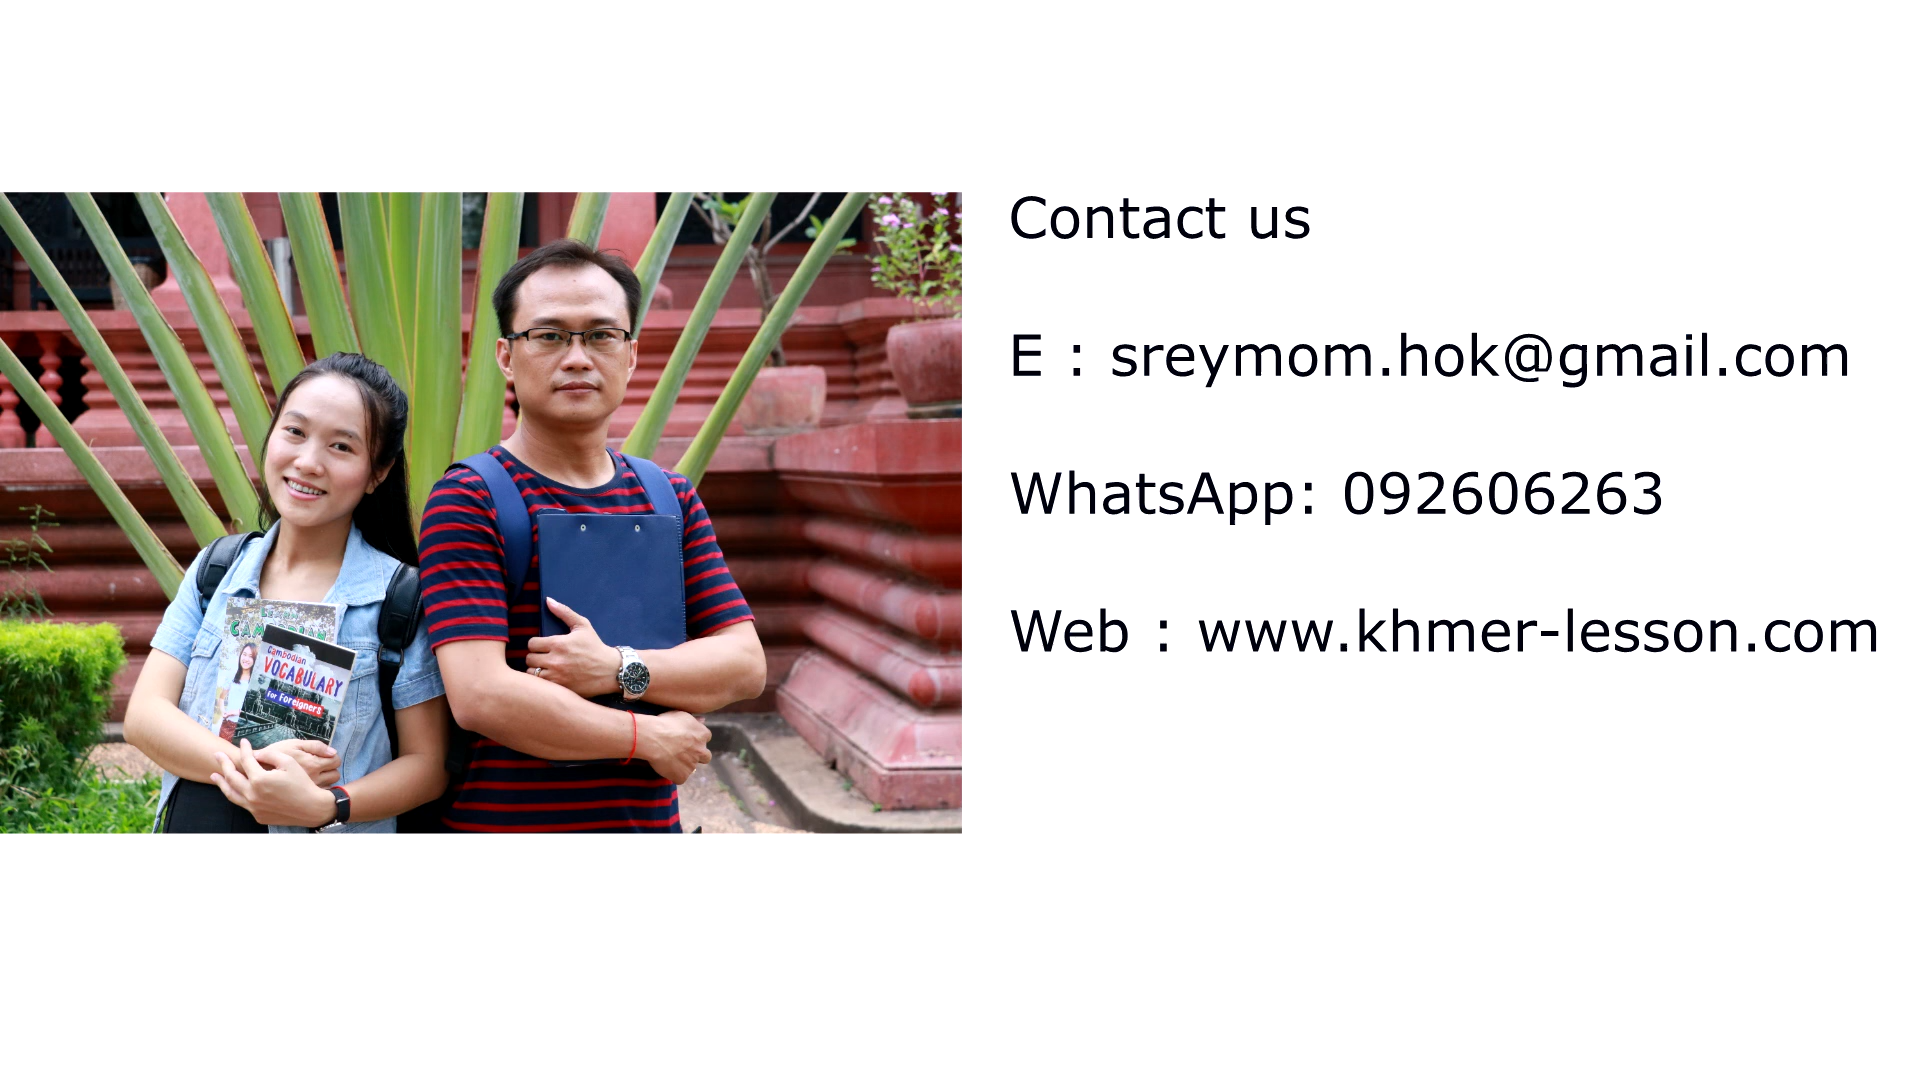 Contact us
E : sreymom.hok@gmail.com
WhatsApp: 092606263
Web : www.khmer-lesson.com
Cambodian
VOCABULARY
For Foreigners